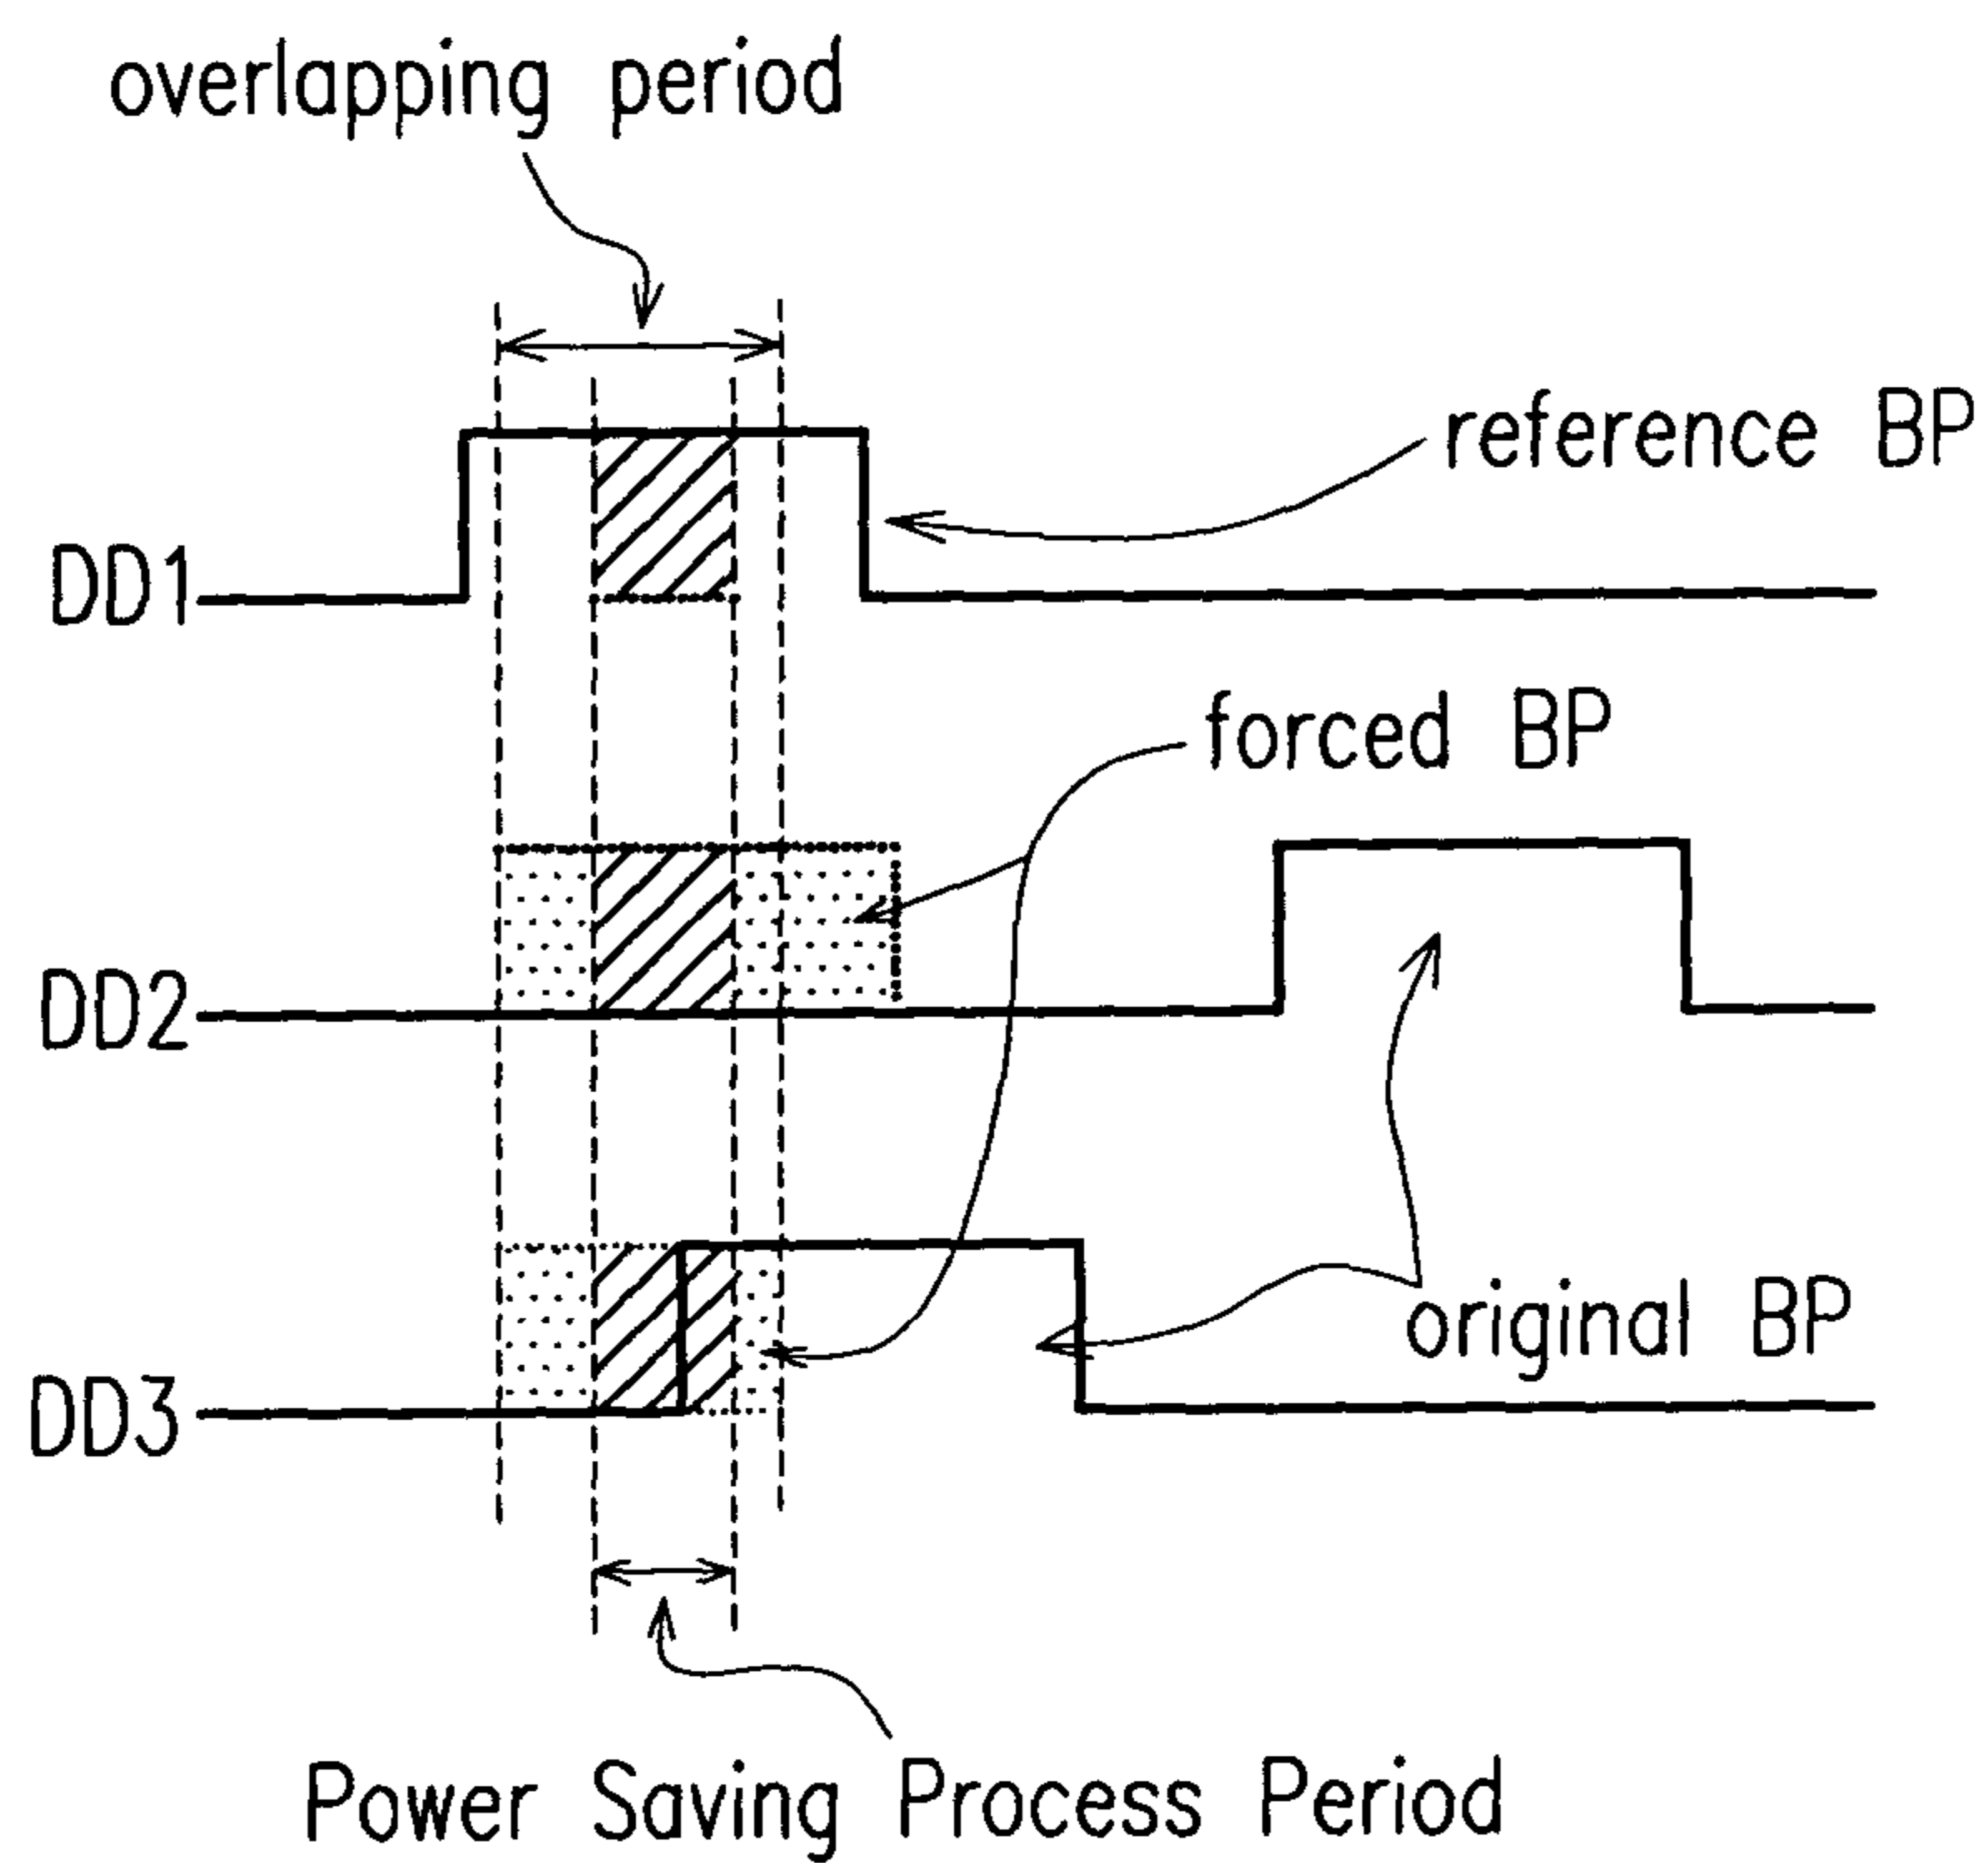 overlapping period
reference BP
DD1
forced BP
DD2
original BP
DD3
Power Saving Process Period